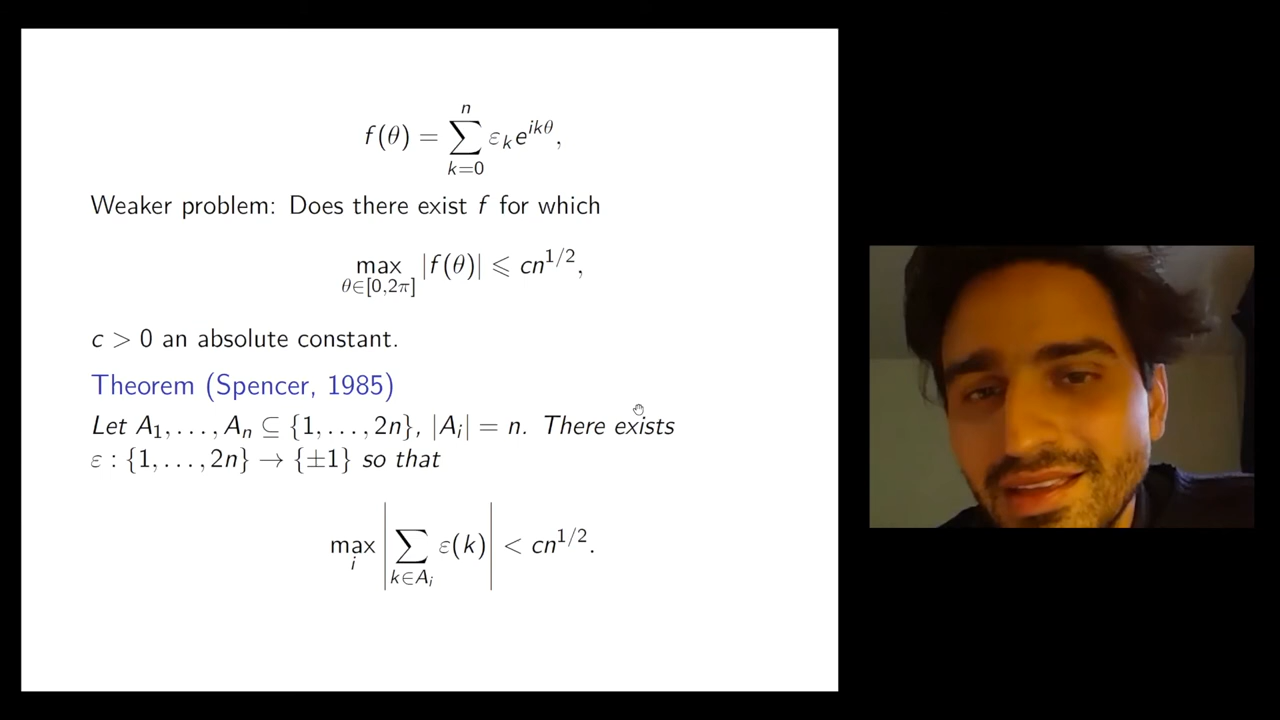 f(θ) = ∑_{k=0}^{n} ε_k e^{ikθ},
Weaker problem: Does there exist f for which
max_{θ∈[0,2π]} |f(θ)| ⩽ cn^{1/2},
c > 0 an absolute constant.
Theorem (Spencer, 1985)
Let A_1, …, A_n ⊆ {1, …, 2n}, |A_i| = n. There exists
ε : {1, …, 2n} → {±1} so that
max_i |∑_{k∈A_i} ε(k)| < cn^{1/2}.